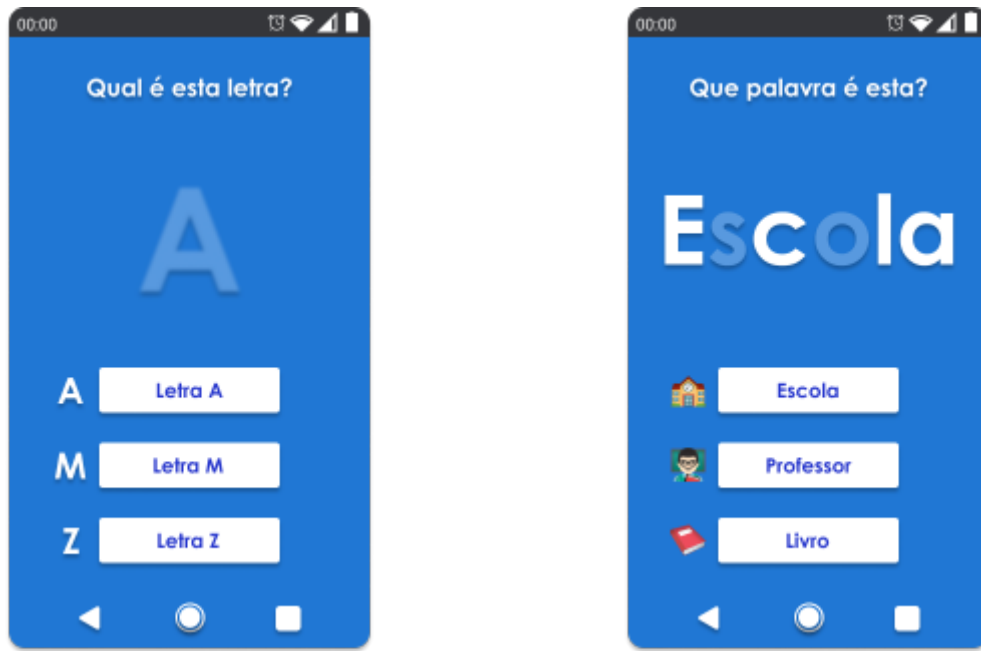 00:00
Qual é esta letra?
A
A Letra A
M Letra M
Z Letra Z
00:00
Que palavra é esta?
Escola
Escola
Professor
Livro